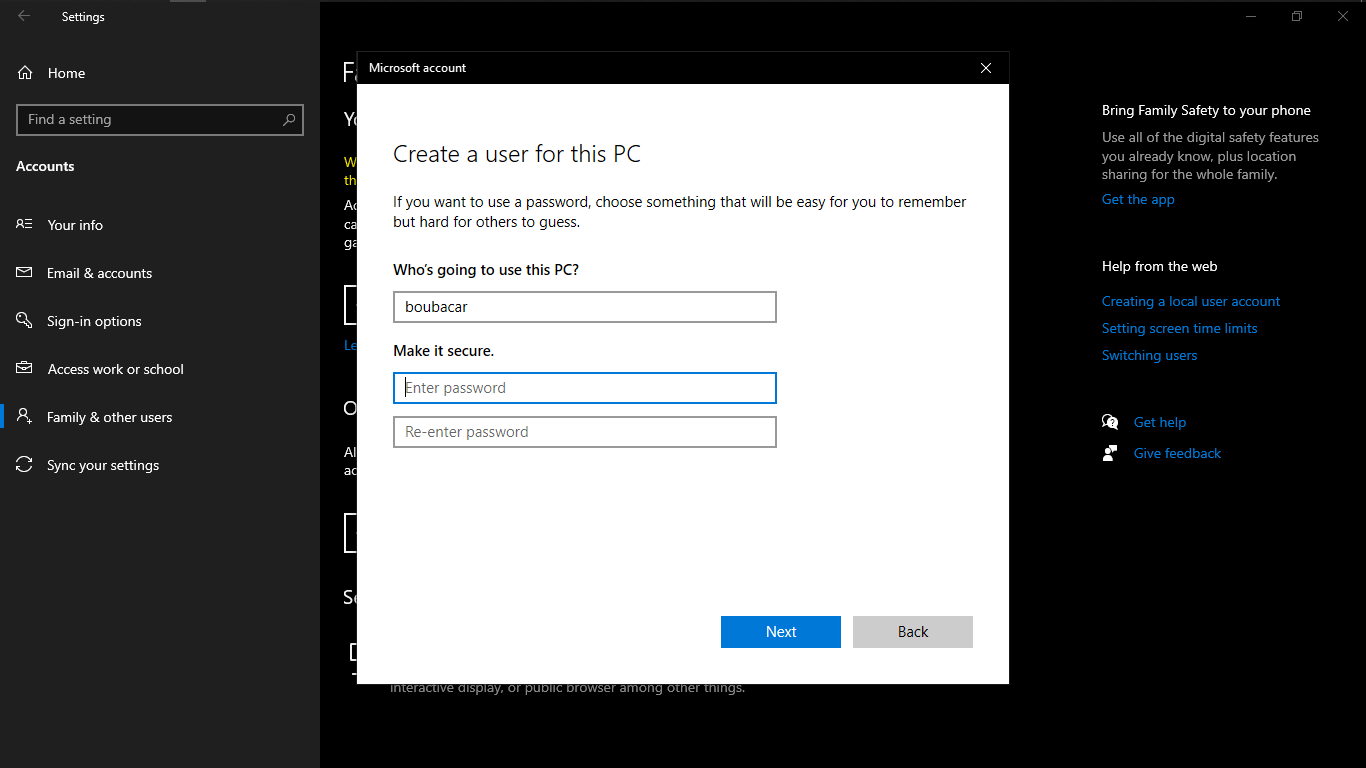 Settings
Home
Find a setting
Accounts
Your info
Email & accounts
Sign-in options
Access work or school
Family & other users
Sync your settings
Microsoft account
Create a user for this PC
If you want to use a password, choose something that will be easy for you to remember
but hard for others to guess.
Who's going to use this PC?
boubacar
Make it secure.
Enter password
Re-enter password
Next
Back
interactive display, or public browser among other things.
Bring Family Safety to your phone
Use all of the digital safety features
you already know, plus location
sharing for the whole family.
Get the app
Help from the web
Creating a local user account
Setting screen time limits
Switching users
Get help
Give feedback